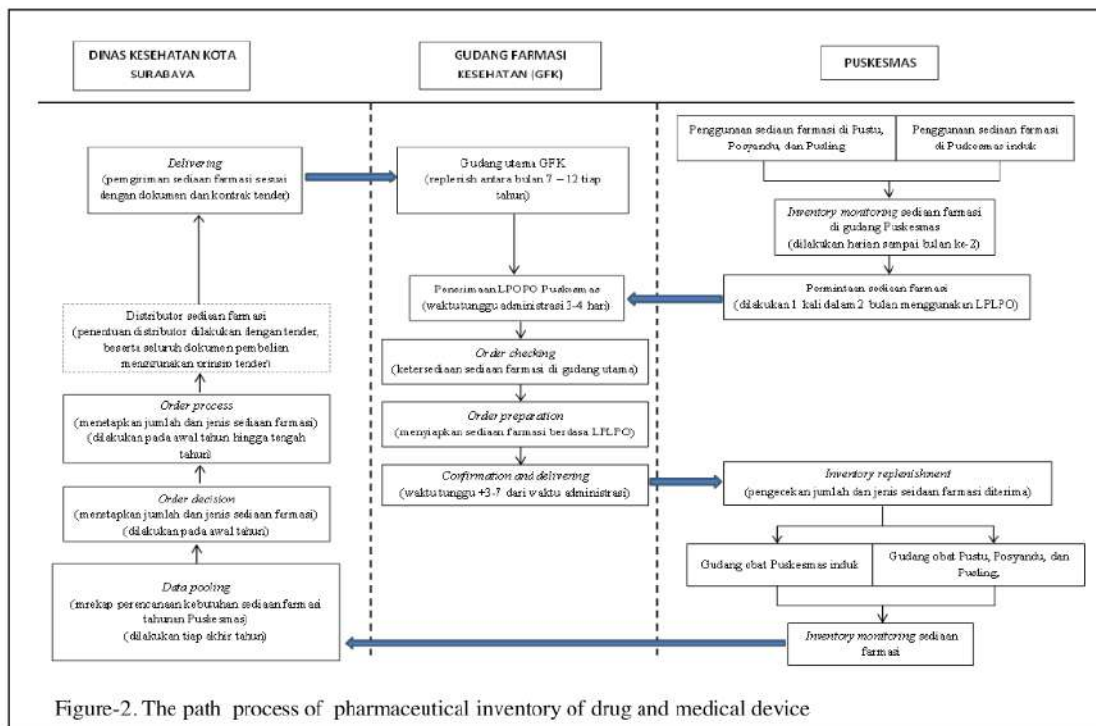 DINAS KESEHATAN KOTA
SURABAYA
GUDANG FARMASI
KESEHATAN (GFK)
PUSKESMAS
Delivering
(pemgiriman sediaan farmasi sesuai
dengan dokumen dan kontrak tender)
Distributor sediaan farmasi
(penentuan distributor dilakukan dengan tender,
beserta seluruh dokumen pembelian
menggunakan prinsip tender)
Order process
(menetapkan jumlah dan jenis sediaan farmasi)
(dilakukan pada awal tahun hingga tengah
tahun)
Order decision
(menetapkan jumlah dan jenis sediaan farmasi)
(dilakukan pada awal tahun)
Data pooling
(mrekap perencanaan kebutuhan sediaan farmasi
tahunan Puskesmas)
(dilakukan tiap akhir tahun)
Gudang utama GFK
(replenish antara bulan 7 – 12 tiap
tahun)
Penerimaan LPOPO Puskesmas
(waktu tunggu administrasi 3-4 hari)
Order checking
(ketersediaan sediaan farmasi di gudang utama)
Order preparation
(menyiapkan sediaan farmasi berdasa LPLPO)
Confirmation and delivering
(waktu tunggu +3-7 dari waktu administrasi)
Penggunaan sediaan farmasi di Pustu,
Posyandu, dan Pusling
Penggunaan sediaan farmasi
di Puskesmas induk
Inventory monitoring sediaan farmasi
di gudang Puskesmas
(dilakukan harian sampai bulan ke-2)
Permintaan sediaan farmasi
(dilakukan 1 kali dalam 2 bulan menggunakan LPLPO)
Inventory replenishment
(pengecekan jumlah dan jenis seidaan farmasi diterima)
Gudang obat Puskesmas induk
Gudang obat Pustu, Posyandu, dan
Pusling,
Inventory monitoring sediaan
farmasi
Figure-2. The path process of pharmaceutical inventory of drug and medical device